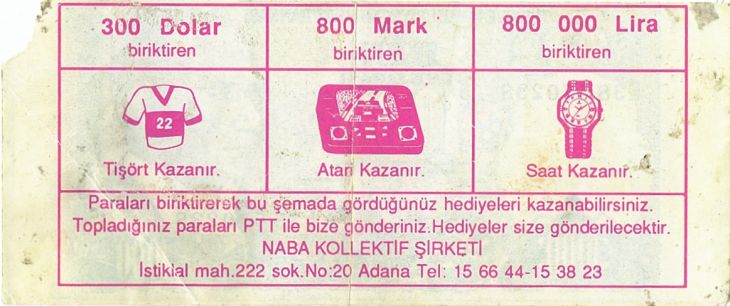 300 Dolar
biriktiren
800 Mark
biriktiren
800 000 Lira
biriktiren
22
Tişört Kazanır.
Atari Kazanır.
Saat Kazanır.
Paraları biriktirersk bu şemada gördüğünüz hediyeleri kazanabilirsiniz.
Topladığınız paraları PTT ile bize gönderiniz.Hediyeler size gönderilecektir.
NABA KOLLEKTİF ŞİRKETİ
İstiklal mah.222 sok.No:20 Adana Tel: 15 66 44-15 38 23